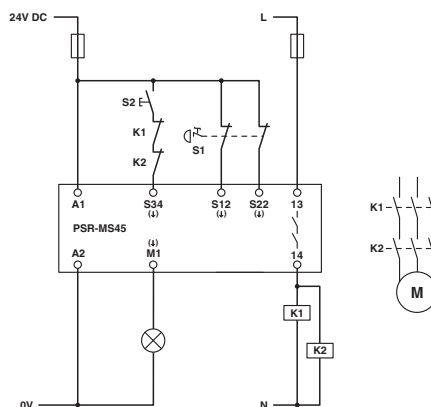 24V DC
L
S2
K1
S1
K2
A1
S34
(↓)
S12
(↓)
S22
(↓)
13
PSR-MS45
A2
(↓)
M1
14
K1
K2
0V
N
K1
K2
M